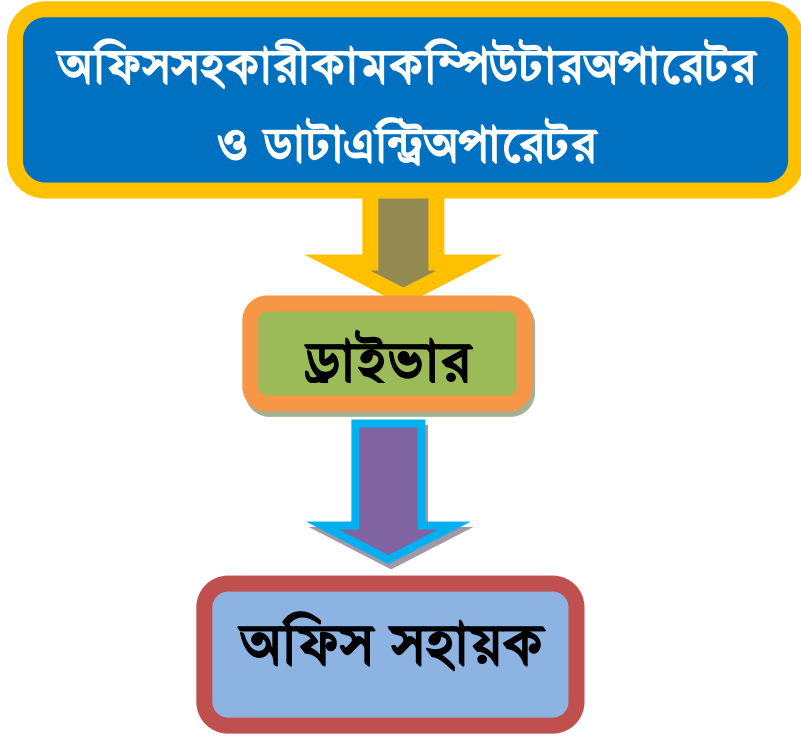 অফিসসহকারীকামকম্পিউটারঅপারেটর
ও ডাটাএন্ট্রিঅপারেটর
ড্রাইভার
অফিস সহায়ক